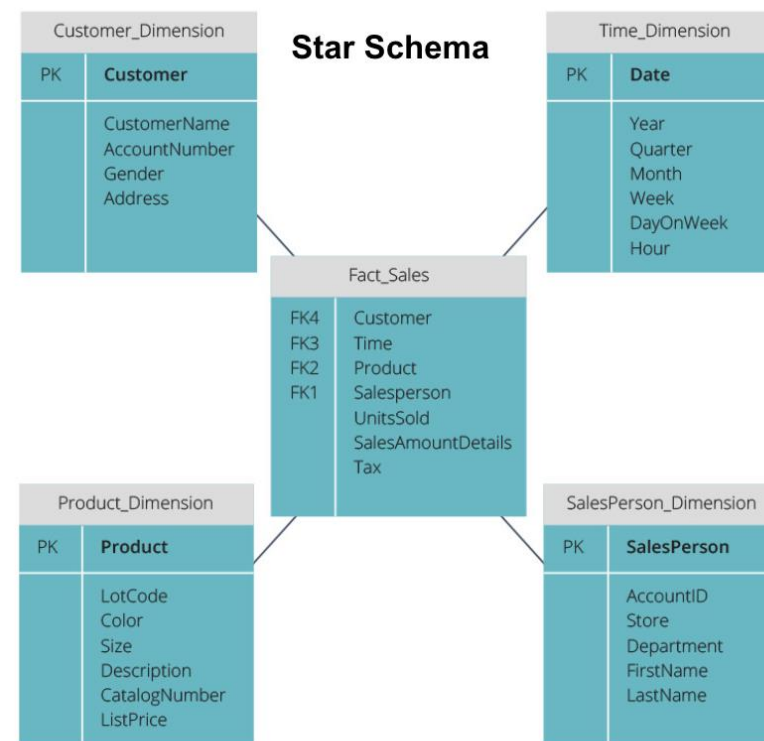 Star Schema
Customer_Dimension
PK Customer
CustomerName
AccountNumber
Gender
Address
Time_Dimension
PK Date
Year
Quarter
Month
Week
DayOnWeek
Hour
Fact_Sales
FK4 Customer
FK3 Time
FK2 Product
FK1 Salesperson
UnitsSold
SalesAmountDetails
Tax
Product_Dimension
PK Product
LotCode
Color
Size
Description
CatalogNumber
ListPrice
SalesPerson_Dimension
PK SalesPerson
AccountID
Store
Department
FirstName
LastName